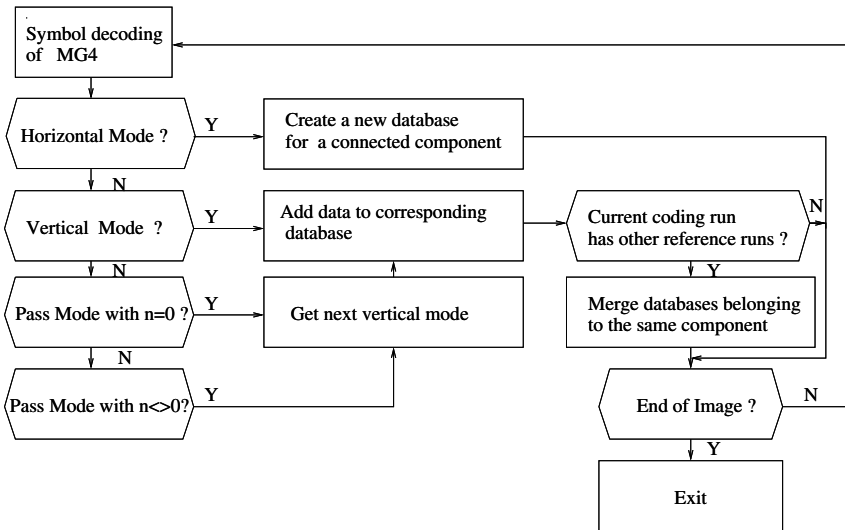 Symbol decoding
of MG4
Horizontal Mode ?
Y
Create a new database
for a connected component
N
Vertical Mode ?
Y
Add data to corresponding
database
Current coding run
has other reference runs ?
N
Y
N
Pass Mode with n=0 ?
Y
Get next vertical mode
Merge databases belonging
to the same component
N
Pass Mode with n<>0?
Y
End of Image ?
N
Y
Exit